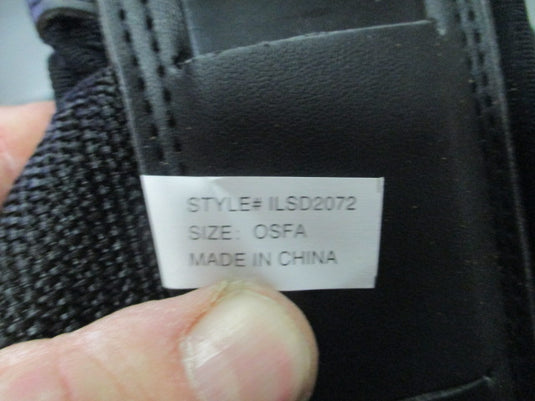 STYLE# ILSD2072
SIZE: OSFA
MADE IN CHINA